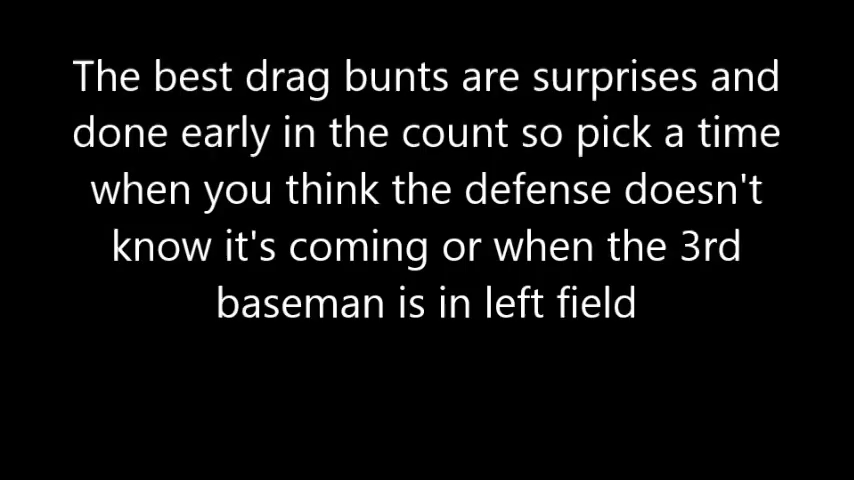 The best drag bunts are surprises and
done early in the count so pick a time
when you think the defense doesn't
know it's coming or when the 3rd
baseman is in left field